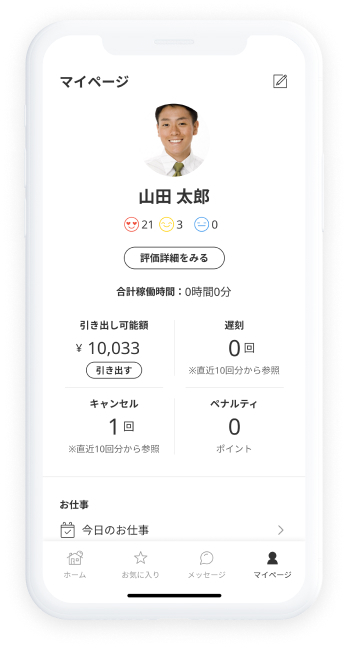 マイページ
山田 太郎
21 3 0
評価詳細をみる
合計稼働時間：0時間0分
引き出し可能額
¥ 10,033
引き出す
遅刻
0 回
※直近10回分から参照
キャンセル
1 回
※直近10回分から参照
ペナルティ
0
ポイント
お仕事
今日のお仕事
ホーム
お気に入り
メッセージ
マイページ